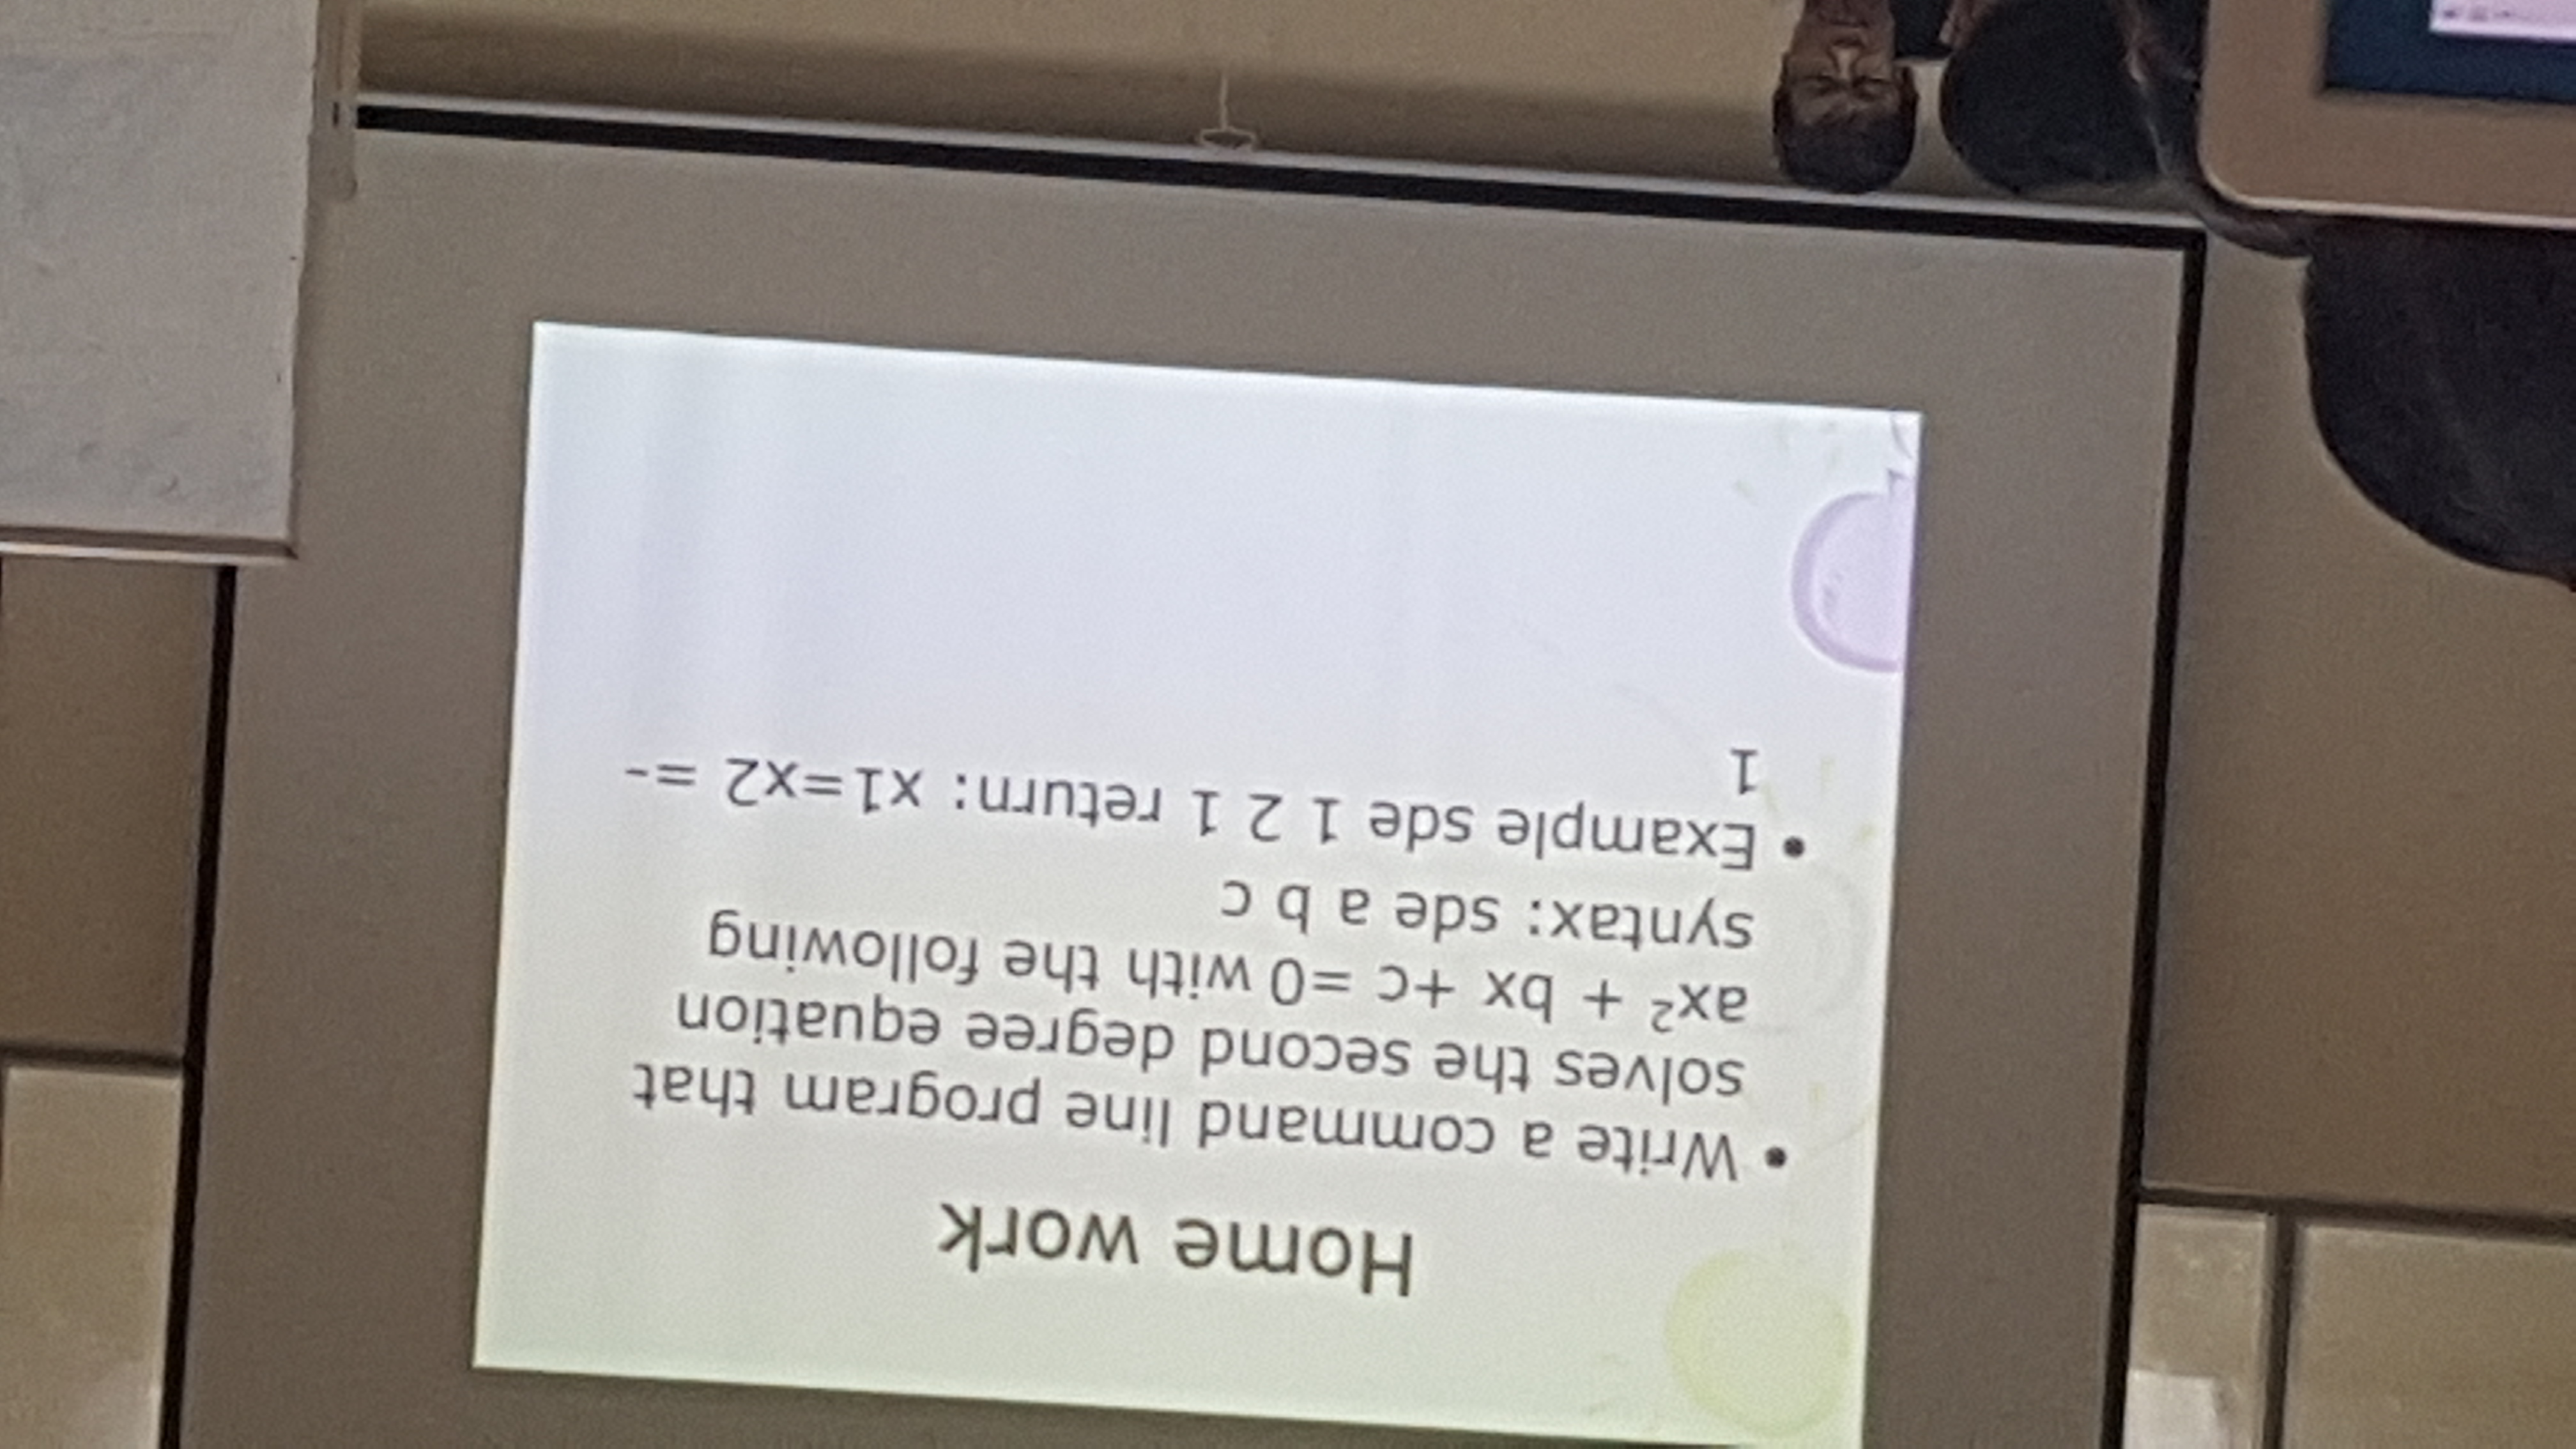 Home work
• Write a command line program that
solves the second degree equation
ax² + bx +c =0 with the following
syntax: sde a b c
• Example sde 1 2 1 return: x1=x2 =-
1